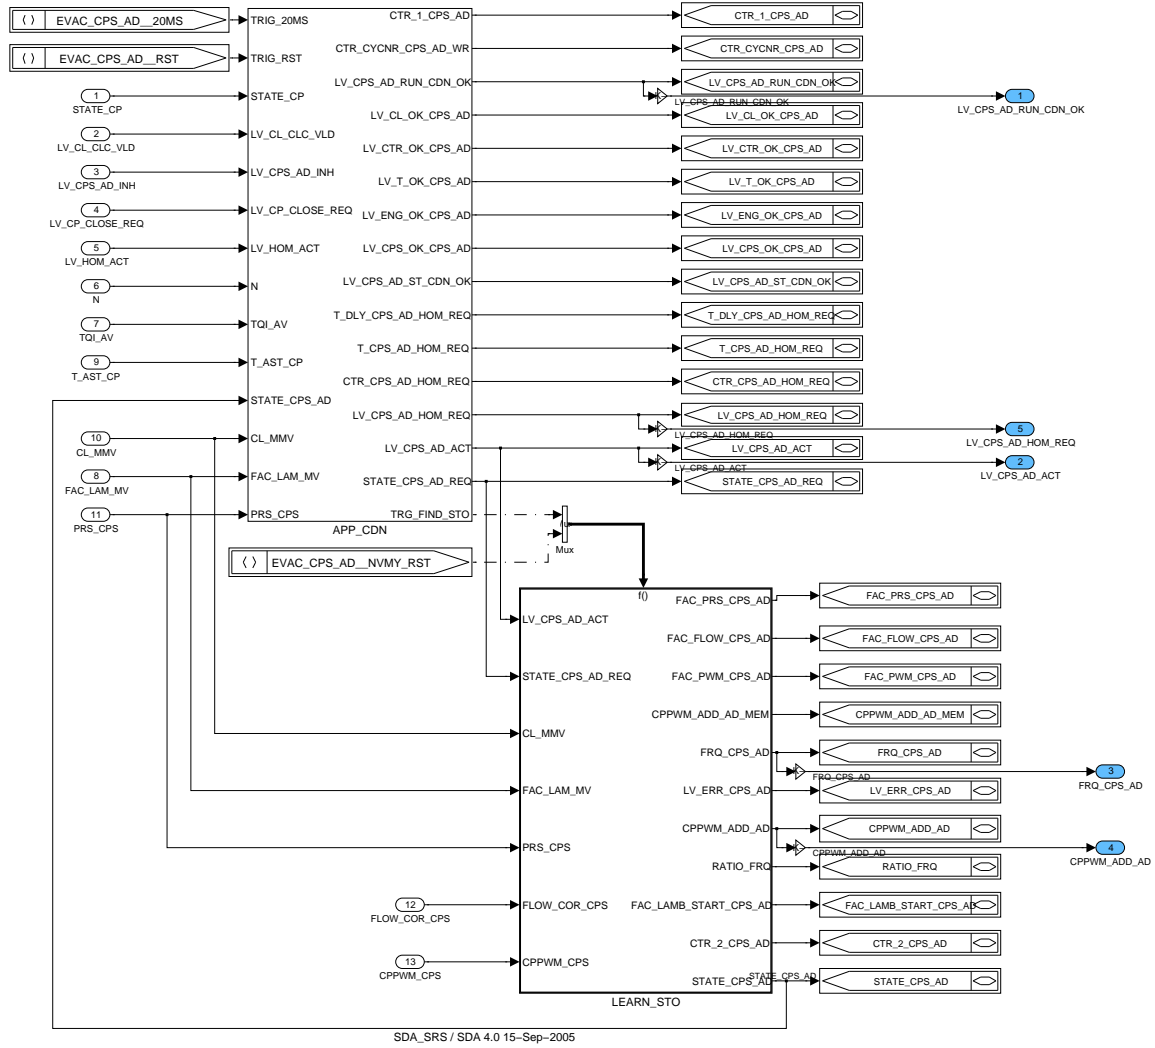 EVAC_CPS_AD__20MS
EVAC_CPS_AD__RST
1
STATE_CP
2
LV_CL_CLC_VLD
3
LV_CPS_AD_INH
4
LV_CP_CLOSE_REQ
5
LV_HOM_ACT
6
N
7
TQI_AV
9
T_AST_CP
10
CL_MMV
8
FAC_LAM_MV
11
PRS_CPS
TRIG_20MS
TRIG_RST
STATE_CP
LV_CL_CLC_VLD
LV_CPS_AD_INH
LV_CP_CLOSE_REQ
LV_HOM_ACT
N
TQI_AV
T_AST_CP
STATE_CPS_AD
CL_MMV
FAC_LAM_MV
PRS_CPS
CTR_1_CPS_AD
CTR_CYCNR_CPS_AD_WR
LV_CPS_AD_RUN_CDN_OK
LV_CL_OK_CPS_AD
LV_CTR_OK_CPS_AD
LV_T_OK_CPS_AD
LV_ENG_OK_CPS_AD
LV_CPS_OK_CPS_AD
LV_CPS_AD_ST_CDN_OK
T_DLY_CPS_AD_HOM_REQ
T_CPS_AD_HOM_REQ
CTR_CPS_AD_HOM_REQ
LV_CPS_AD_HOM_REQ
LV_CPS_AD_ACT
STATE_CPS_AD_REQ
TRG_FIND_STO
APP_CDN
CTR_1_CPS_AD
CTR_CYCNR_CPS_AD
LV_CPS_AD_RUN_CDN_OK
LV_CPS_AD_RUN_CDN_OK
LV_CL_OK_CPS_AD
LV_CTR_OK_CPS_AD
LV_T_OK_CPS_AD
LV_ENG_OK_CPS_AD
LV_CPS_OK_CPS_AD
LV_CPS_AD_ST_CDN_OK
T_DLY_CPS_AD_HOM_REQ
T_CPS_AD_HOM_REQ
CTR_CPS_AD_HOM_REQ
LV_CPS_AD_HOM_REQ
LV_CPS_AD_HOM_REQ
LV_CPS_AD_ACT
LV_CPS_AD_ACT
STATE_CPS_AD_REQ
1
LV_CPS_AD_RUN_CDN_OK
5
LV_CPS_AD_HOM_REQ
2
LV_CPS_AD_ACT
EVAC_CPS_AD__NVMY_RST
Mux
f()
LV_CPS_AD_ACT
STATE_CPS_AD_REQ
CL_MMV
FAC_LAM_MV
PRS_CPS
12
FLOW_COR_CPS
13
CPPWM_CPS
FLOW_COR_CPS
CPPWM_CPS
FAC_PRS_CPS_AD
FAC_FLOW_CPS_AD
FAC_PWM_CPS_AD
CPPWM_ADD_AD_MEM
FRQ_CPS_AD
LV_ERR_CPS_AD
CPPWM_ADD_AD
RATIO_FRQ
FAC_LAMB_START_CPS_AD
CTR_2_CPS_AD
STATE_CPS_AD
STATE_CPS_AD
LEARN_STO
FAC_PRS_CPS_AD
FAC_FLOW_CPS_AD
FAC_PWM_CPS_AD
CPPWM_ADD_AD_MEM
FRQ_CPS_AD
FRQ_CPS_AD
LV_ERR_CPS_AD
CPPWM_ADD_AD
CPPWM_ADD_AD
RATIO_FRQ
FAC_LAMB_START_CPS_AD
CTR_2_CPS_AD
STATE_CPS_AD
3
FRQ_CPS_AD
4
CPPWM_ADD_AD
SDA_SRS / SDA 4.0 15−Sep−2005